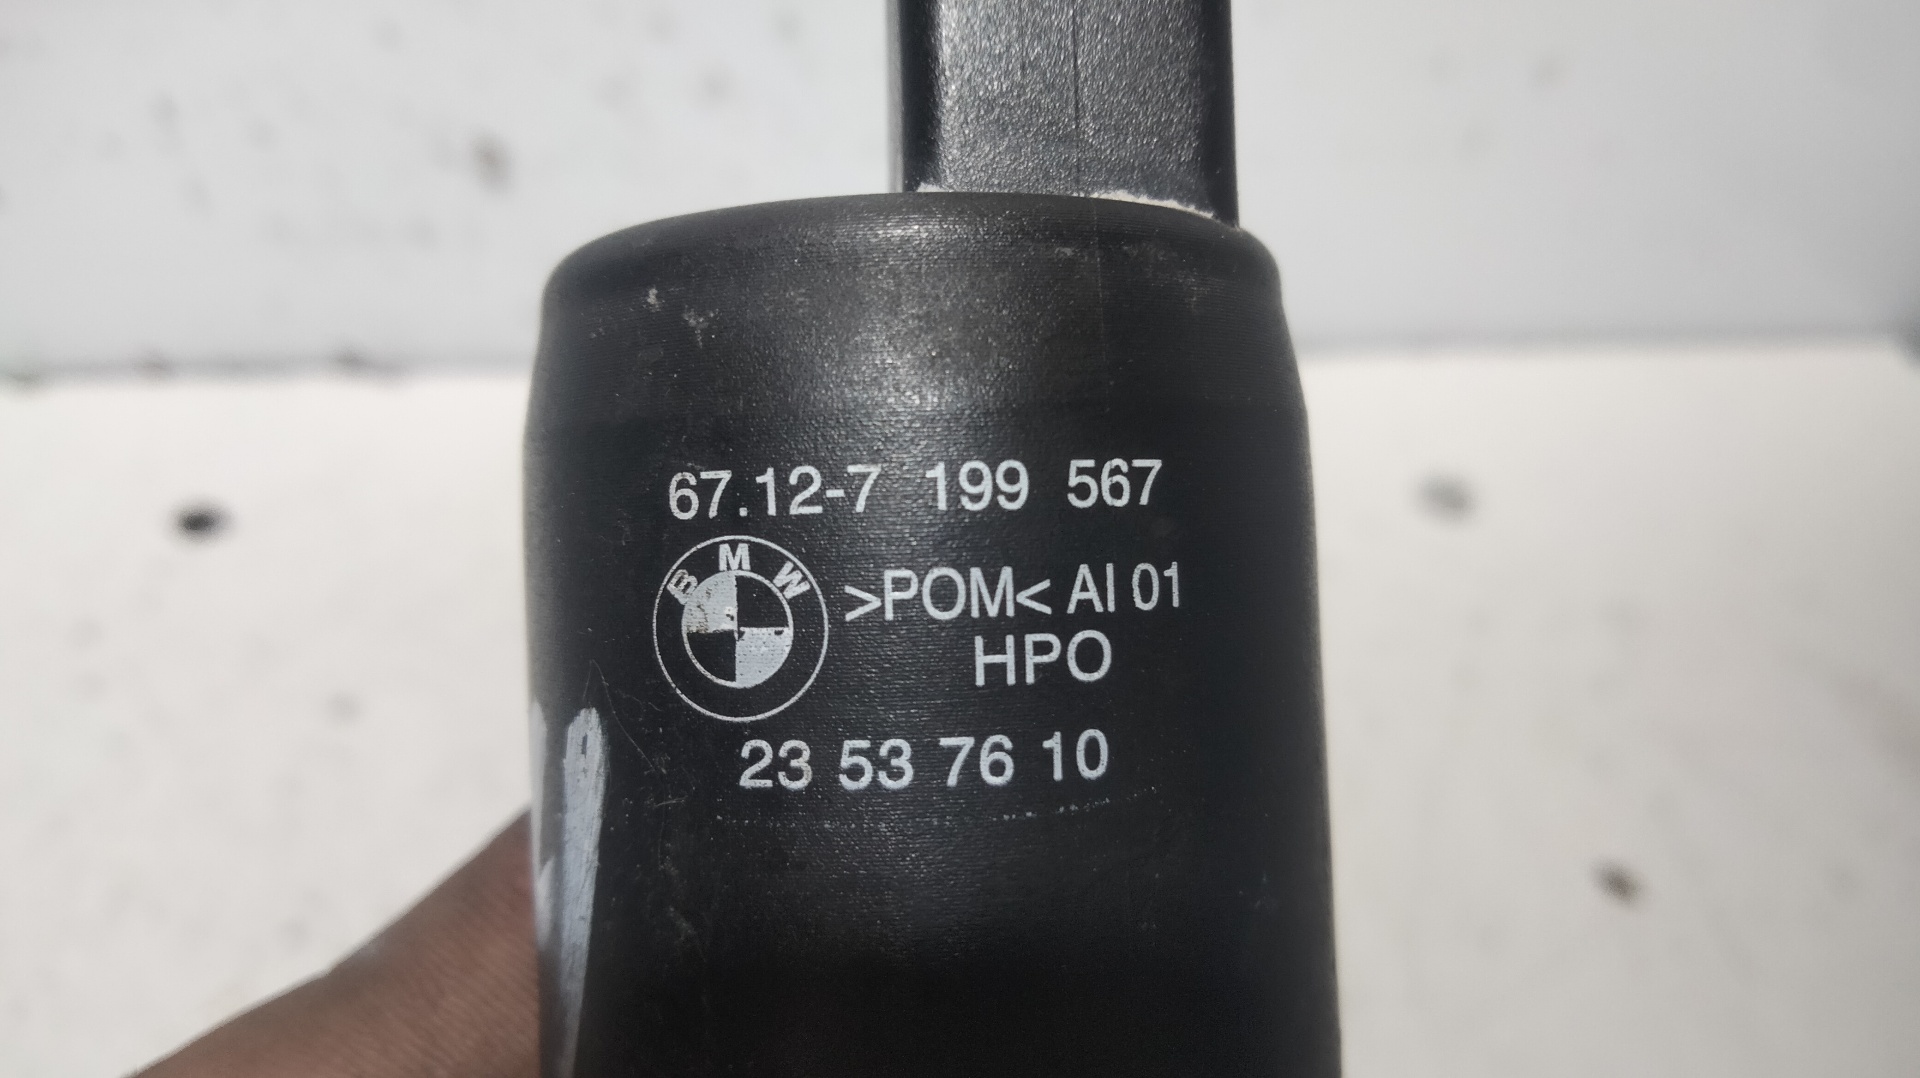 67.12-7 199 567
BMW
>POM< AI 01
HPO
23 53 76 10